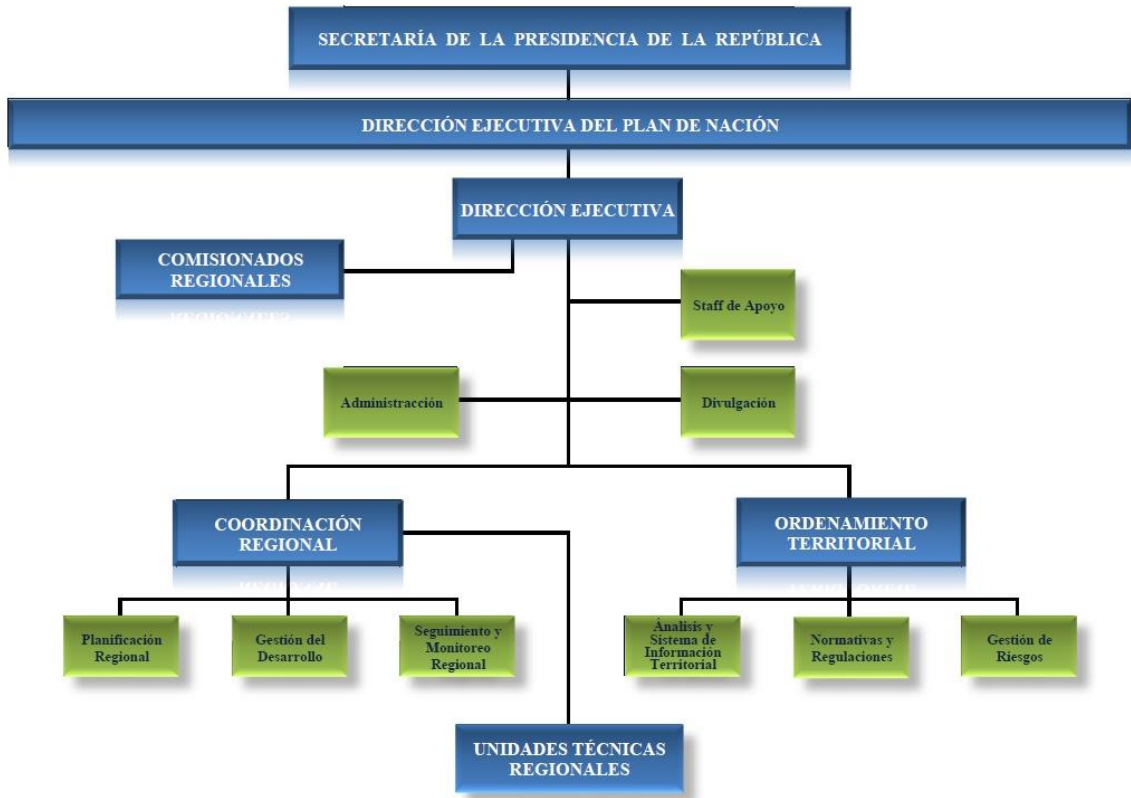 SECRETARÍA DE LA PRESIDENCIA DE LA REPÚBLICA
DIRECCIÓN EJECUTIVA DEL PLAN DE NACIÓN
DIRECCIÓN EJECUTIVA
COMISIONADOS
REGIONALES
Staff de Apoyo
Administracción
Divulgación
COORDINACIÓN
REGIONAL
ORDENAMIENTO
TERRITORIAL
Planificación
Regional
Gestión del
Desarrollo
Seguimiento y
Monitoreo
Regional
Ánalisis y
Sistema de
Información
Territorial
Normativas y
Regulaciones
Gestión de
Riesgos
UNIDADES TÉCNICAS
REGIONALES